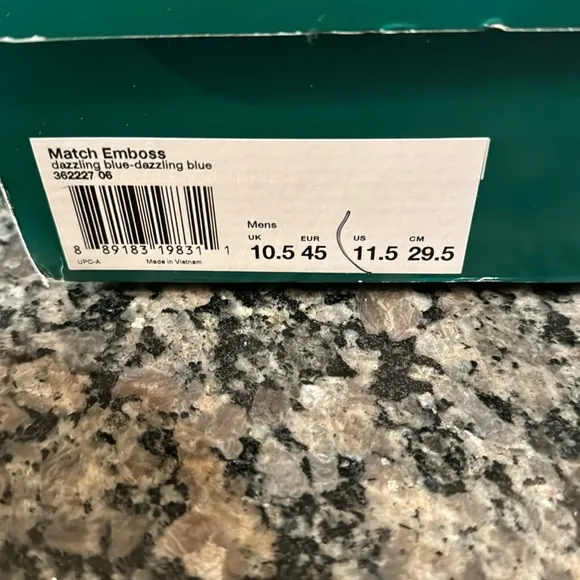 Match Emboss
dazzling blue-dazzling blue
362227 06
8 89183 19831 1
UPC-A Made in Vietnam
Mens
UK EUR US CM
10.5 45 11.5 29.5